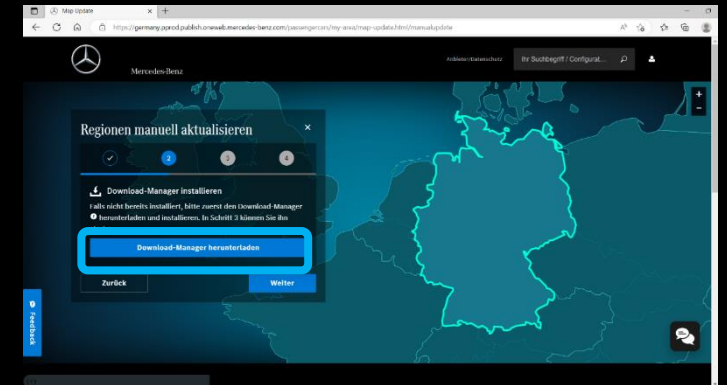 Map Update
https://germany.pprod.publish.oneweb.mercedes-benz.com/passengercars/my-area/map-update.html/manualupdate
Mercedes-Benz
Anbieter/Datenschutz
Ihr Suchbegriff / Configurat...
Regionen manuell aktualisieren
2
3
4
Download-Manager installieren
Falls nicht bereits installiert, bitte zuerst den Download-Manager
herunterladen und installieren. In Schritt 3 können Sie ihn
Download-Manager herunterladen
Zurück
Weiter
Feedback